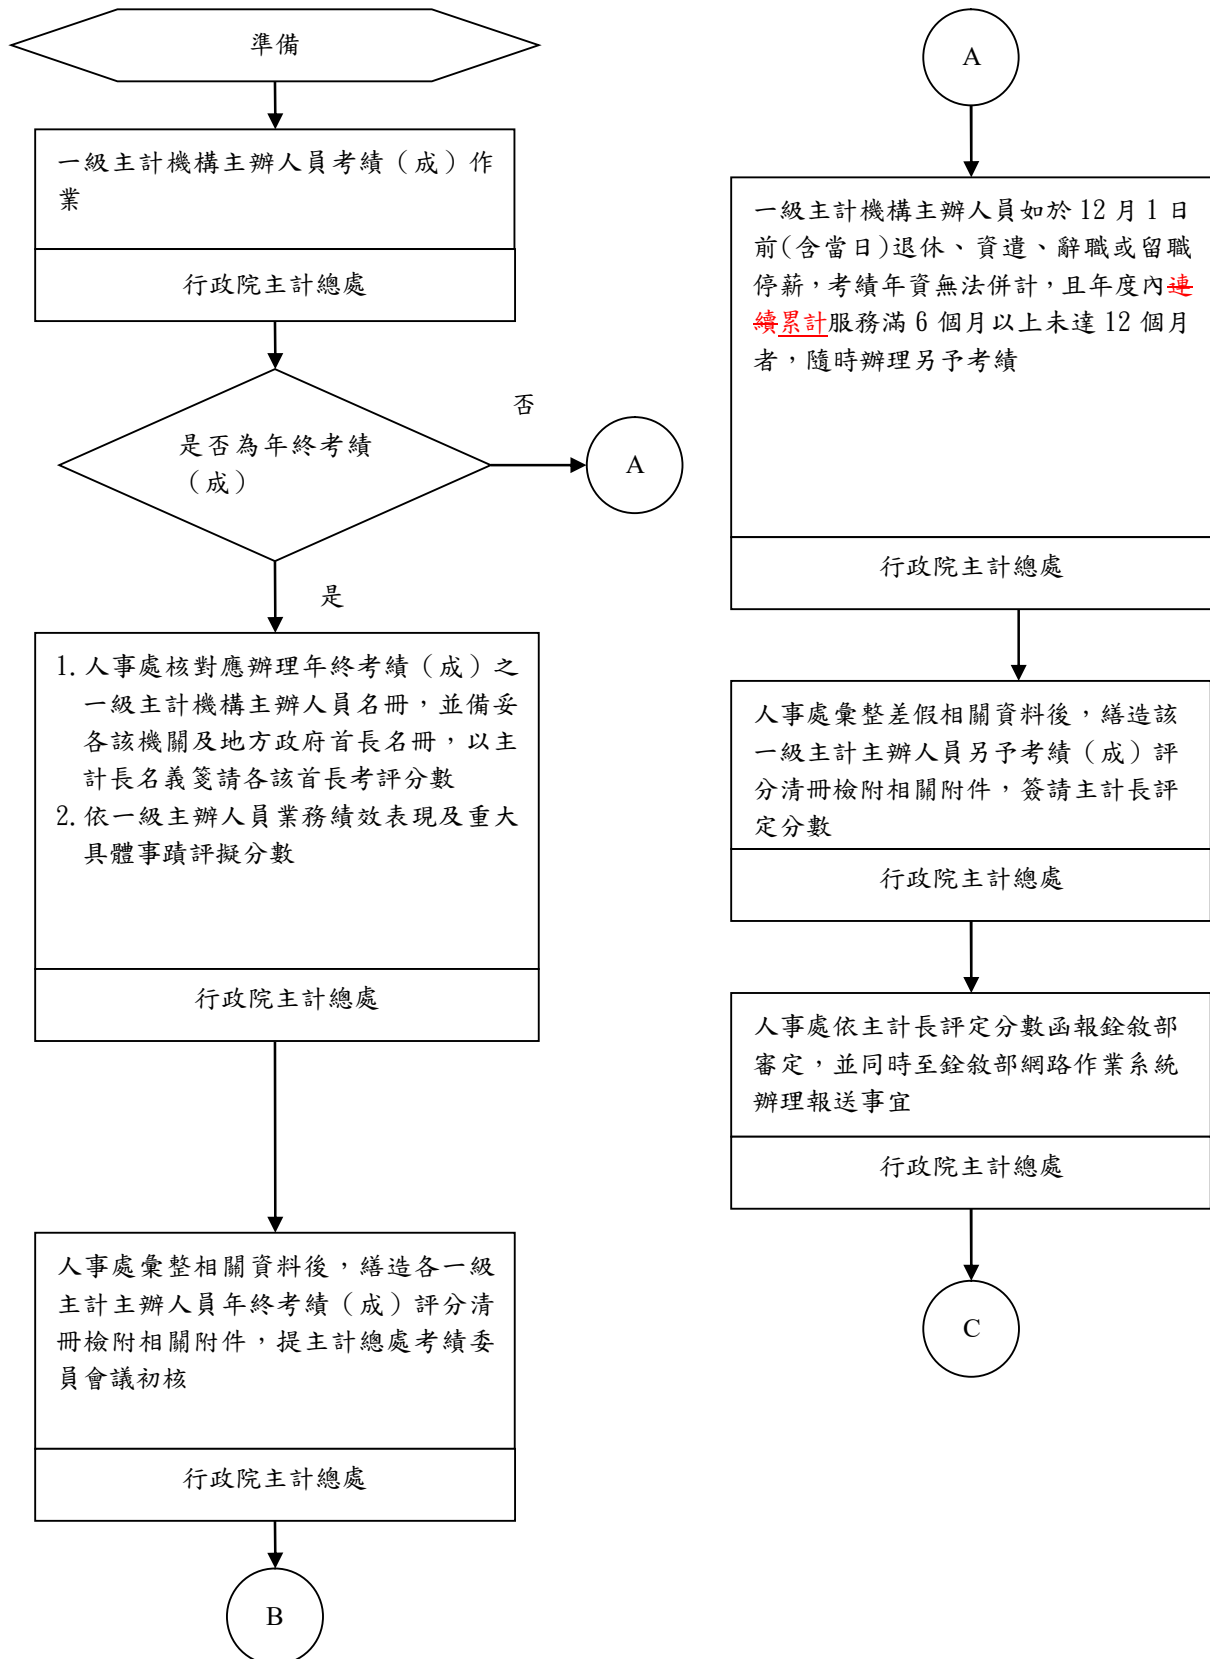 準備
一級主計機構主辦人員考績（成）作
業
行政院主計總處
是否為年終考績
（成）
否
A
是
1. 人事處核對應辦理年終考績（成）之
一級主計機構主辦人員名冊，並備妥
各該機關及地方政府首長名冊，以主
計長名義箋請各該首長考評分數
2. 依一級主辦人員業務績效表現及重大
具體事蹟評擬分數
行政院主計總處
人事處彙整相關資料後，繕造各一級
主計主辦人員年終考績（成）評分清
冊檢附相關附件，提主計總處考績委
員會議初核
行政院主計總處
B
A
一級主計機構主辦人員如於 12 月 1 日
前(含當日)退休、資遣、辭職或留職
停薪，考績年資無法併計，且年度內連
續累計服務滿 6 個月以上未達 12 個月
者，隨時辦理另予考績
行政院主計總處
人事處彙整差假相關資料後，繕造該
一級主計主辦人員另予考績（成）評
分清冊檢附相關附件，簽請主計長評
定分數
行政院主計總處
人事處依主計長評定分數函報銓敘部
審定，並同時至銓敘部網路作業系統
辦理報送事宜
行政院主計總處
C